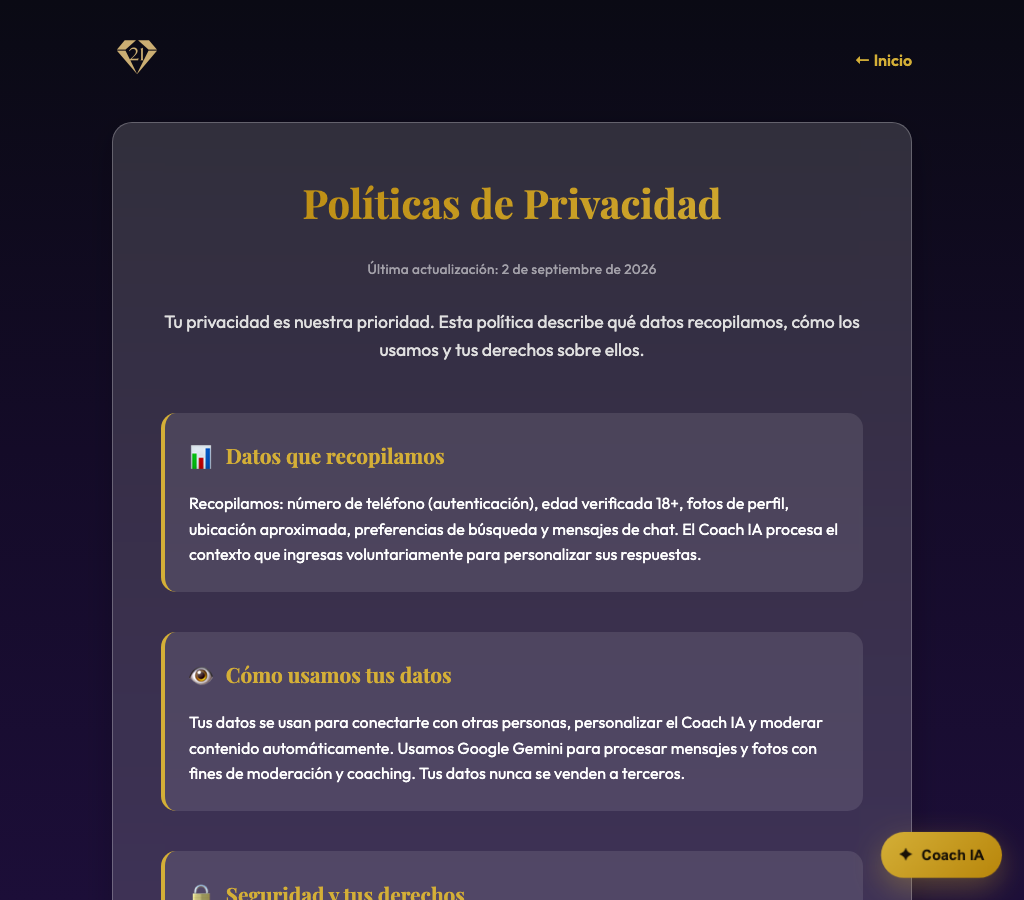 21
← Inicio
Políticas de Privacidad
Última actualización: 2 de septiembre de 2026
Tu privacidad es nuestra prioridad. Esta política describe qué datos recopilamos, cómo los
usamos y tus derechos sobre ellos.
📊 Datos que recopilamos
Recopilamos: número de teléfono (autenticación), edad verificada 18+, fotos de perfil,
ubicación aproximada, preferencias de búsqueda y mensajes de chat. El Coach IA procesa el
contexto que ingresas voluntariamente para personalizar sus respuestas.
👁️ Cómo usamos tus datos
Tus datos se usan para conectarte con otras personas, personalizar el Coach IA y moderar
contenido automáticamente. Usamos Google Gemini para procesar mensajes y fotos con
fines de moderación y coaching. Tus datos nunca se venden a terceros.
✦ Coach IA
🔒 Seguridad y tus derechos